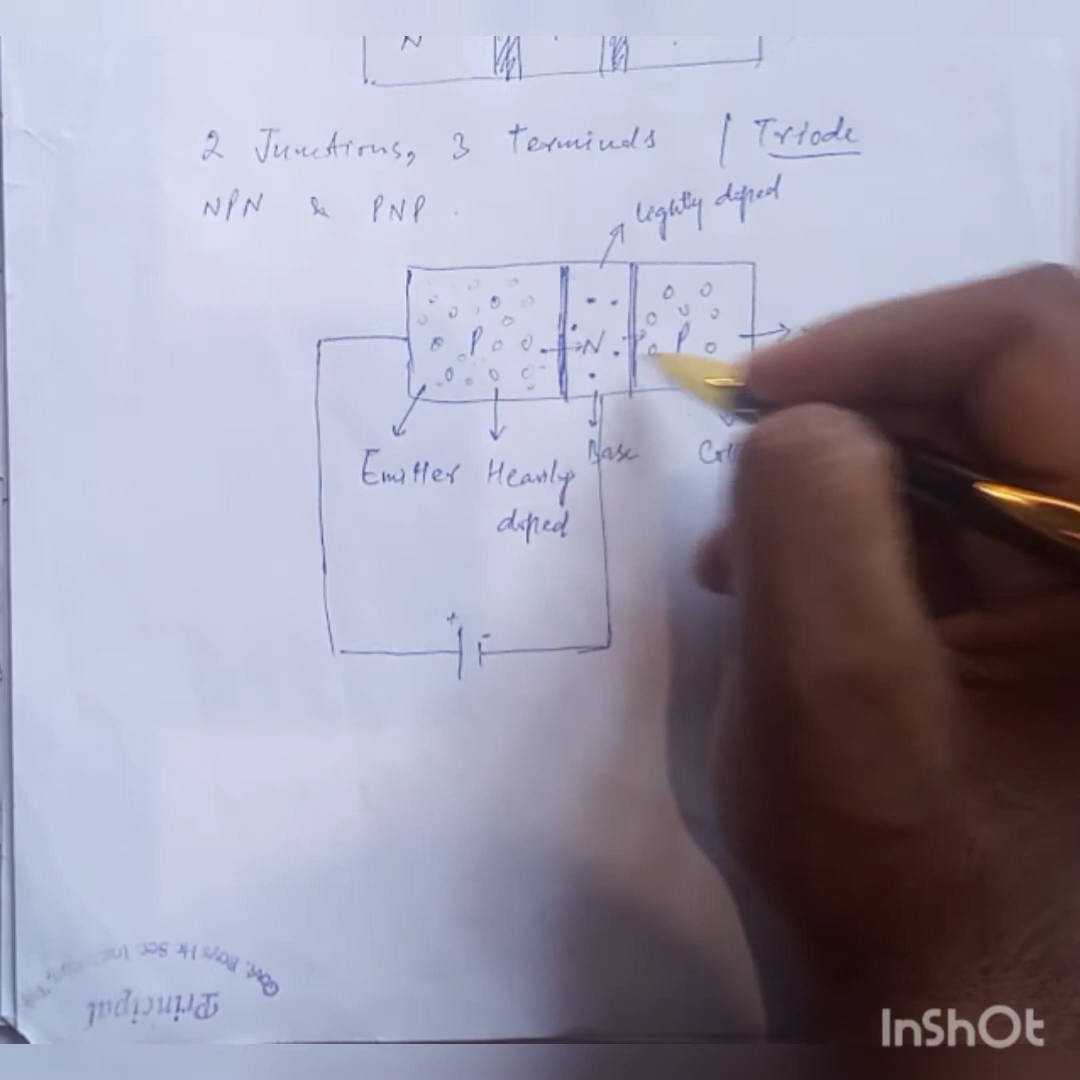 N
2 Junctions, 3 Terminals / Triode
NPN & PNP.
lightly doped
P N P
Emitter Heavily Base
doped
+ -
Principal
InShOt